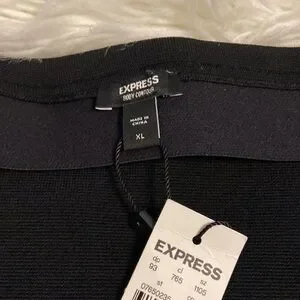 EXPRESS
BODY CONTOUR
MADE IN
CHINA
XL
EXPRESS
dp cl sz
93 765 1105
st